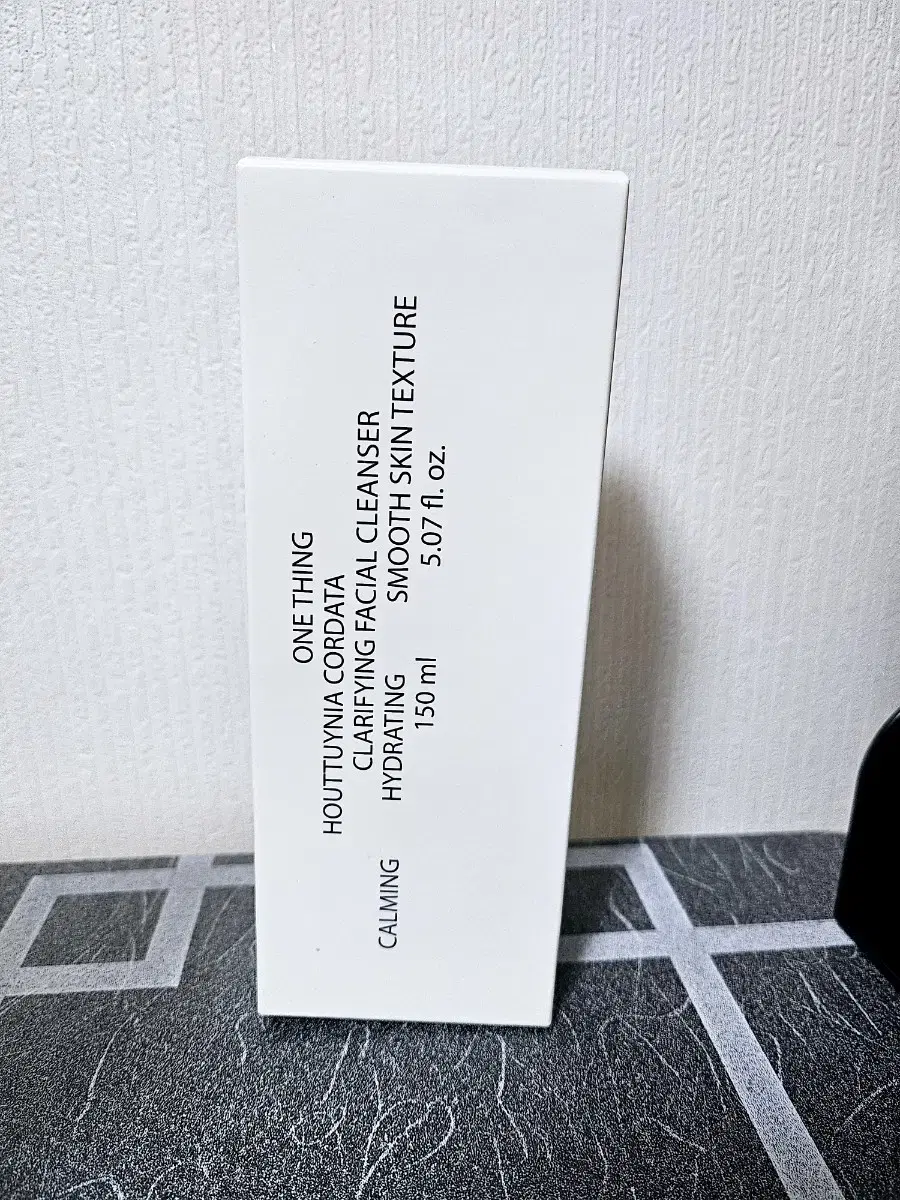 ONE THING
HOUTTUYNIA CORDATA
CLARIFYING FACIAL CLEANSER
CALMING HYDRATING SMOOTH SKIN TEXTURE
150 ml 5.07 fl. oz.